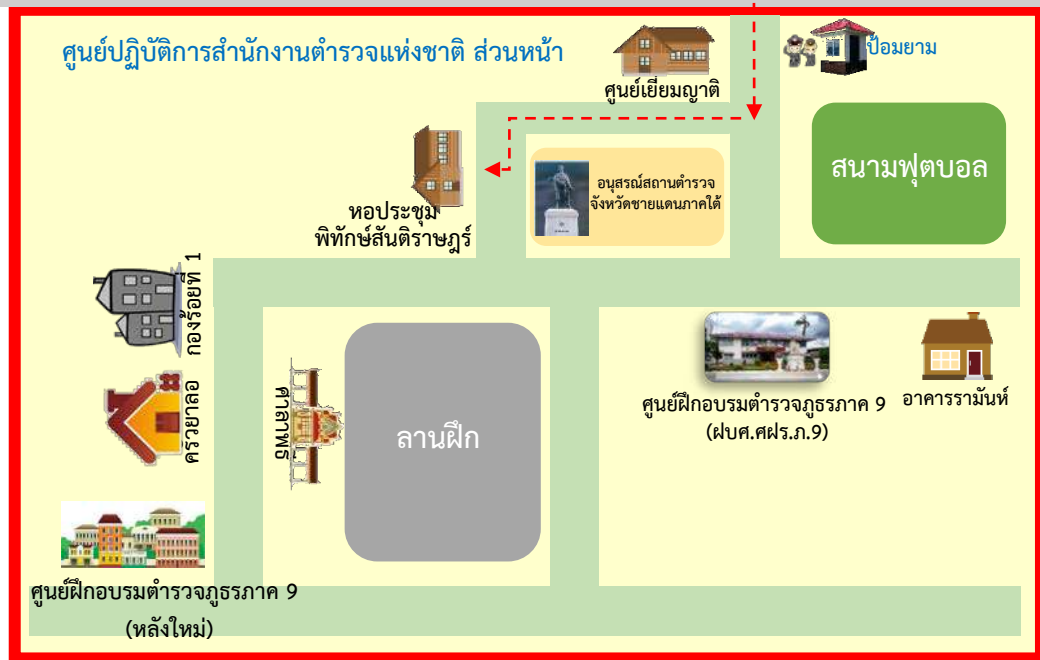 ศูนย์ปฏิบัติการสำนักงานตำรวจแห่งชาติ ส่วนหน้า
ป้อมยาม
ศูนย์เยี่ยมญาติ
สนามฟุตบอล
อนุสรณ์สถานตำรวจ
จังหวัดชายแดนภาคใต้
หอประชุม
พิทักษ์สันติราษฎร์
กองร้อยที่ 1
ครัวยาลอ
ศาลาพิธี
ลานฝึก
ศูนย์ฝึกอบรมตำรวจภูธรภาค 9
(ฝบศ.ศฝร.ภ.9)
อาคารรามันห์
ศูนย์ฝึกอบรมตำรวจภูธรภาค 9
(หลังใหม่)